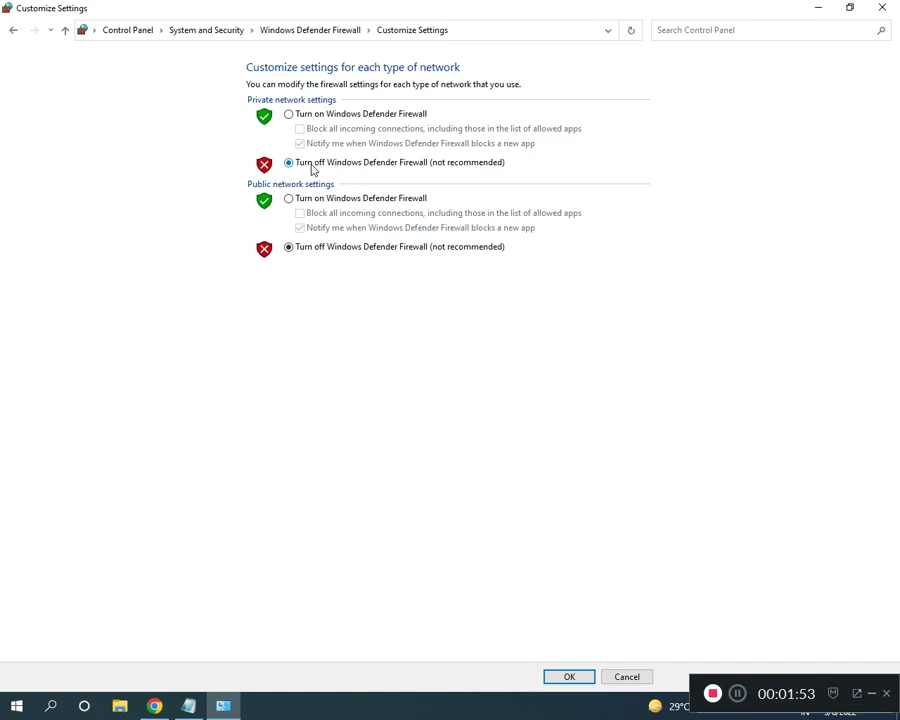 Customize Settings
Control Panel > System and Security > Windows Defender Firewall > Customize Settings
Search Control Panel
Customize settings for each type of network
You can modify the firewall settings for each type of network that you use.
Private network settings
Turn on Windows Defender Firewall
Block all incoming connections, including those in the list of allowed apps
Notify me when Windows Defender Firewall blocks a new app
Turn off Windows Defender Firewall (not recommended)
Public network settings
Turn on Windows Defender Firewall
Block all incoming connections, including those in the list of allowed apps
Notify me when Windows Defender Firewall blocks a new app
Turn off Windows Defender Firewall (not recommended)
OK
Cancel
00:01:53
29°C